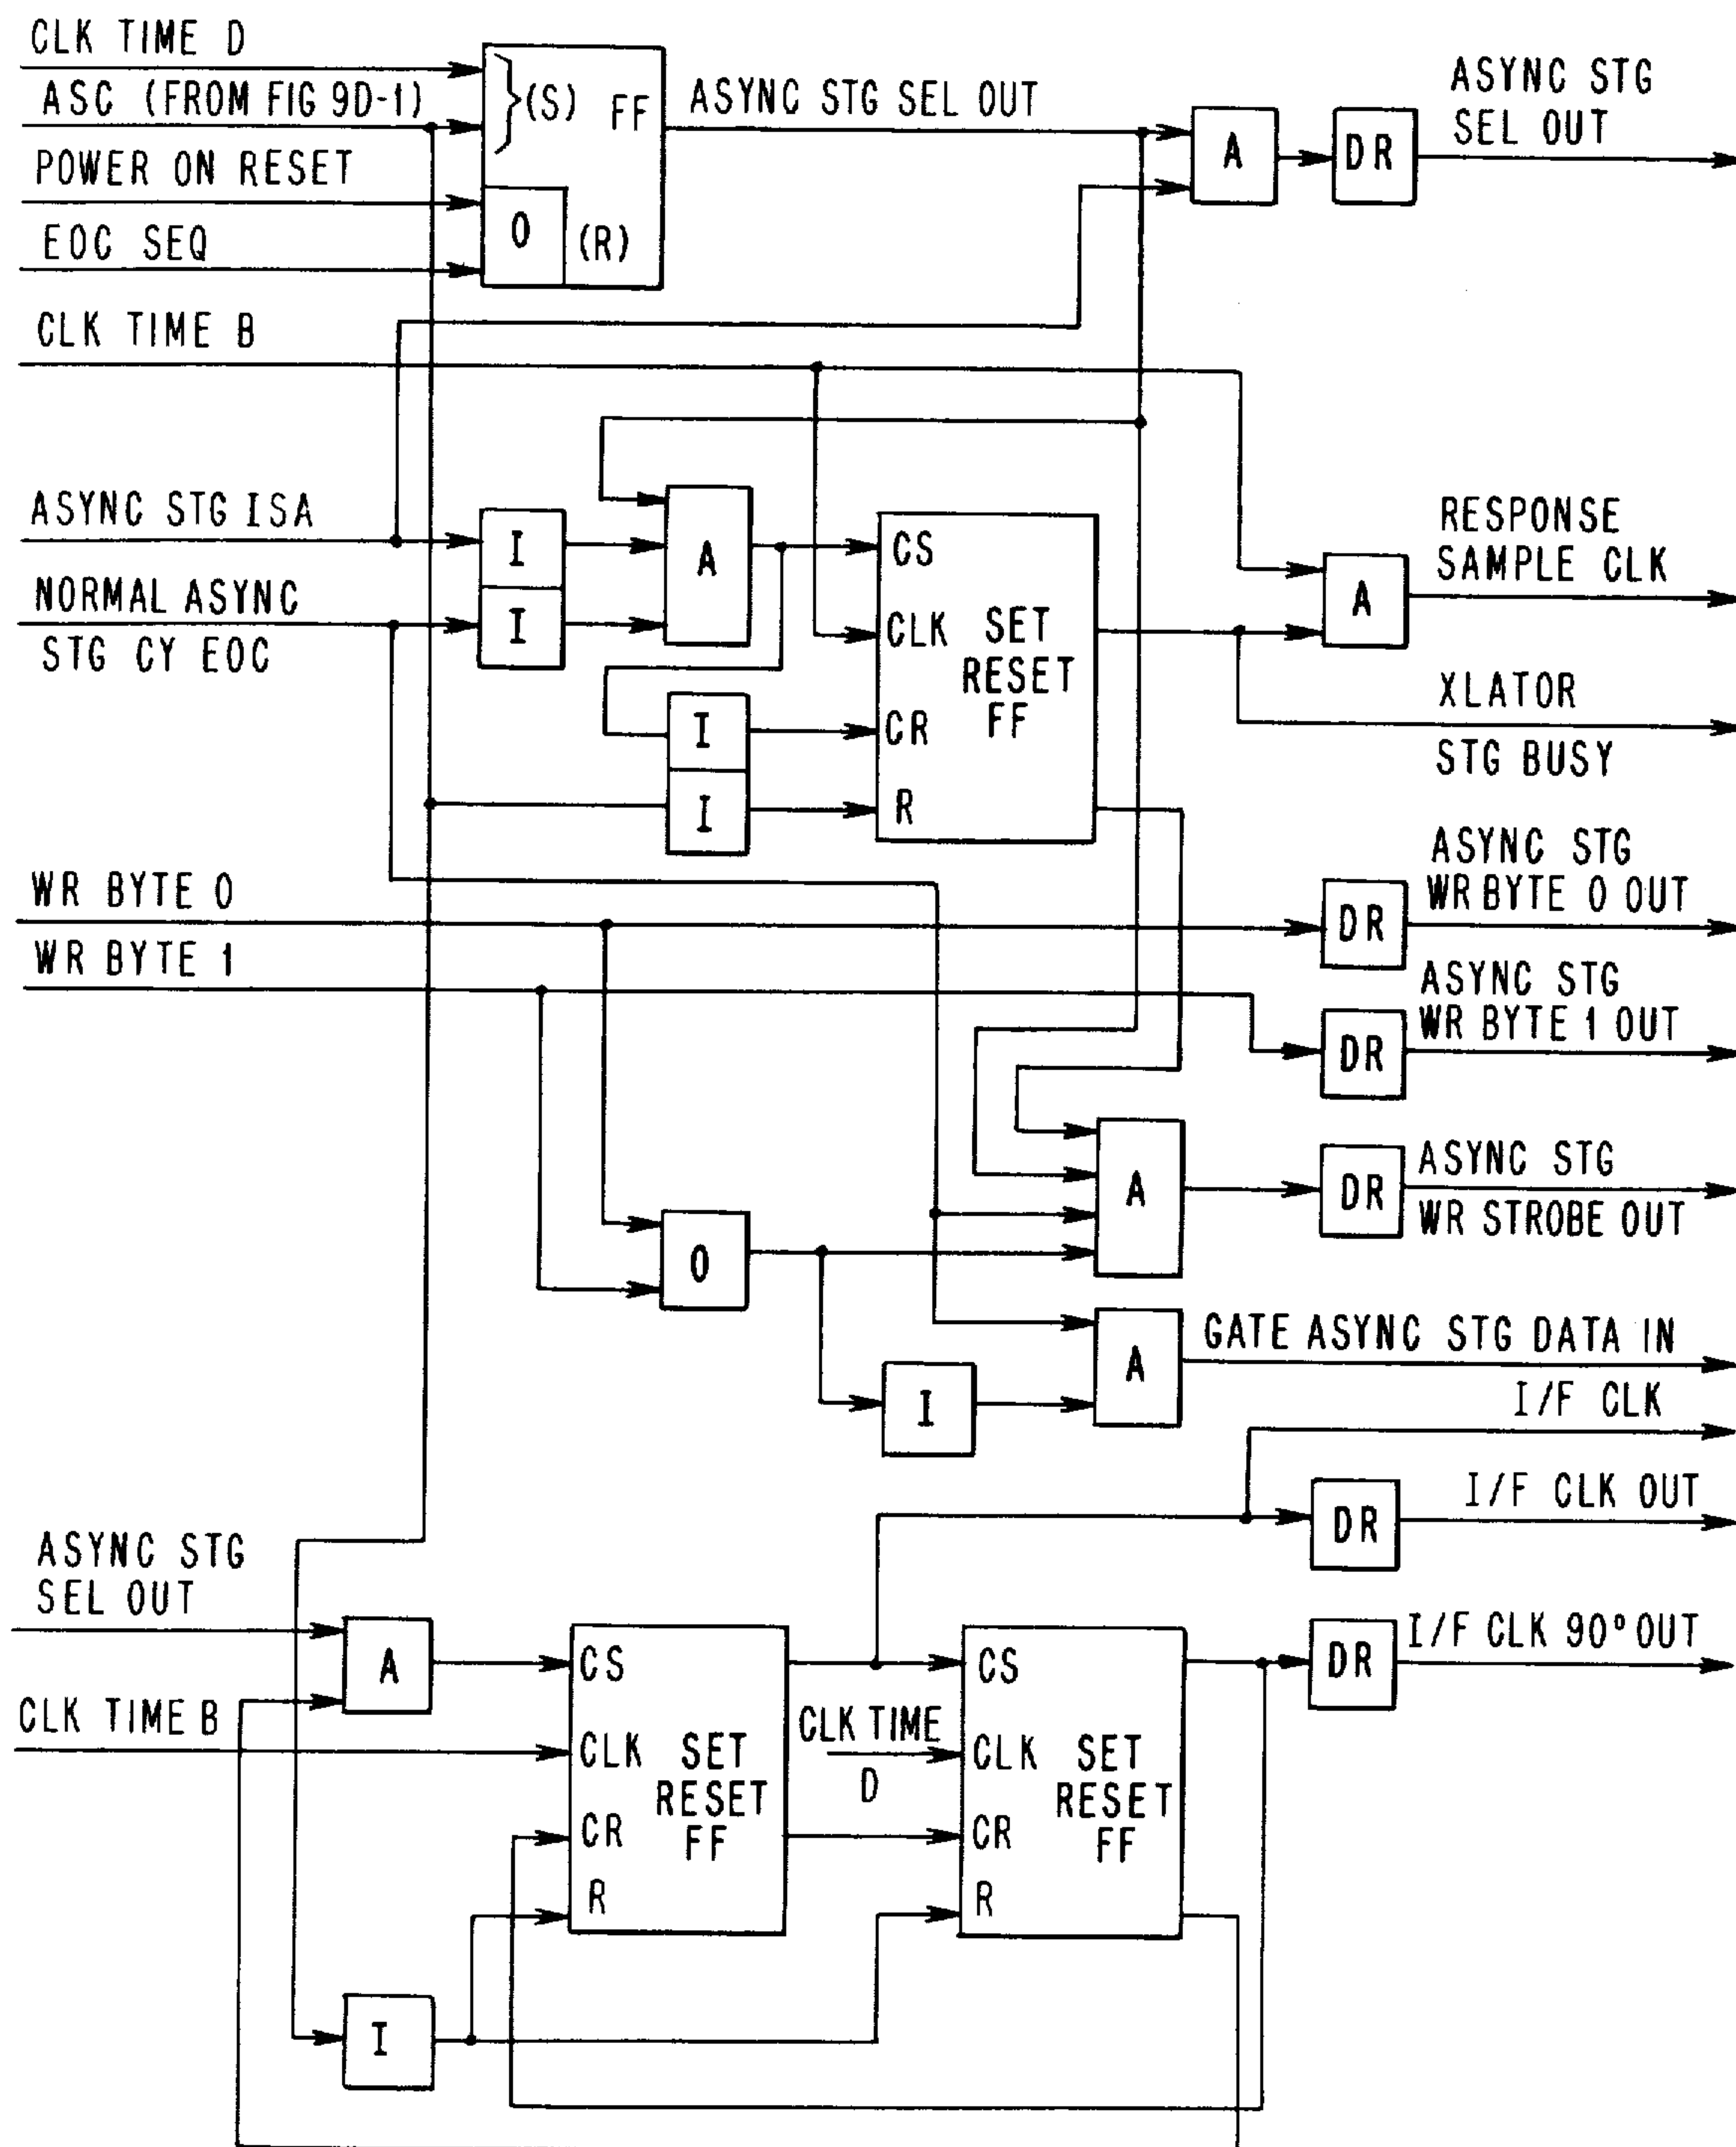 CLK TIME D
ASC (FROM FIG 9D-1)
POWER ON RESET
EOC SEQ
(S) FF
O (R)
ASYNC STG SEL OUT
A
DR
ASYNC STG
SEL OUT
CLK TIME B
ASYNC STG ISA
NORMAL ASYNC
STG CY EOC
I
I
A
I
I
CS
CLK
CR
R
SET
RESET
FF
A
RESPONSE
SAMPLE CLK
XLATOR
STG BUSY
WR BYTE 0
WR BYTE 1
DR
ASYNC STG
WR BYTE 0 OUT
DR
ASYNC STG
WR BYTE 1 OUT
O
A
DR
ASYNC STG
WR STROBE OUT
I
A
GATE ASYNC STG DATA IN
I/F CLK
DR
I/F CLK OUT
ASYNC STG
SEL OUT
CLK TIME B
A
CS
CLK
CR
R
SET
RESET
FF
CLK TIME
D
CS
CLK
CR
R
SET
RESET
FF
DR
I/F CLK 90° OUT
I